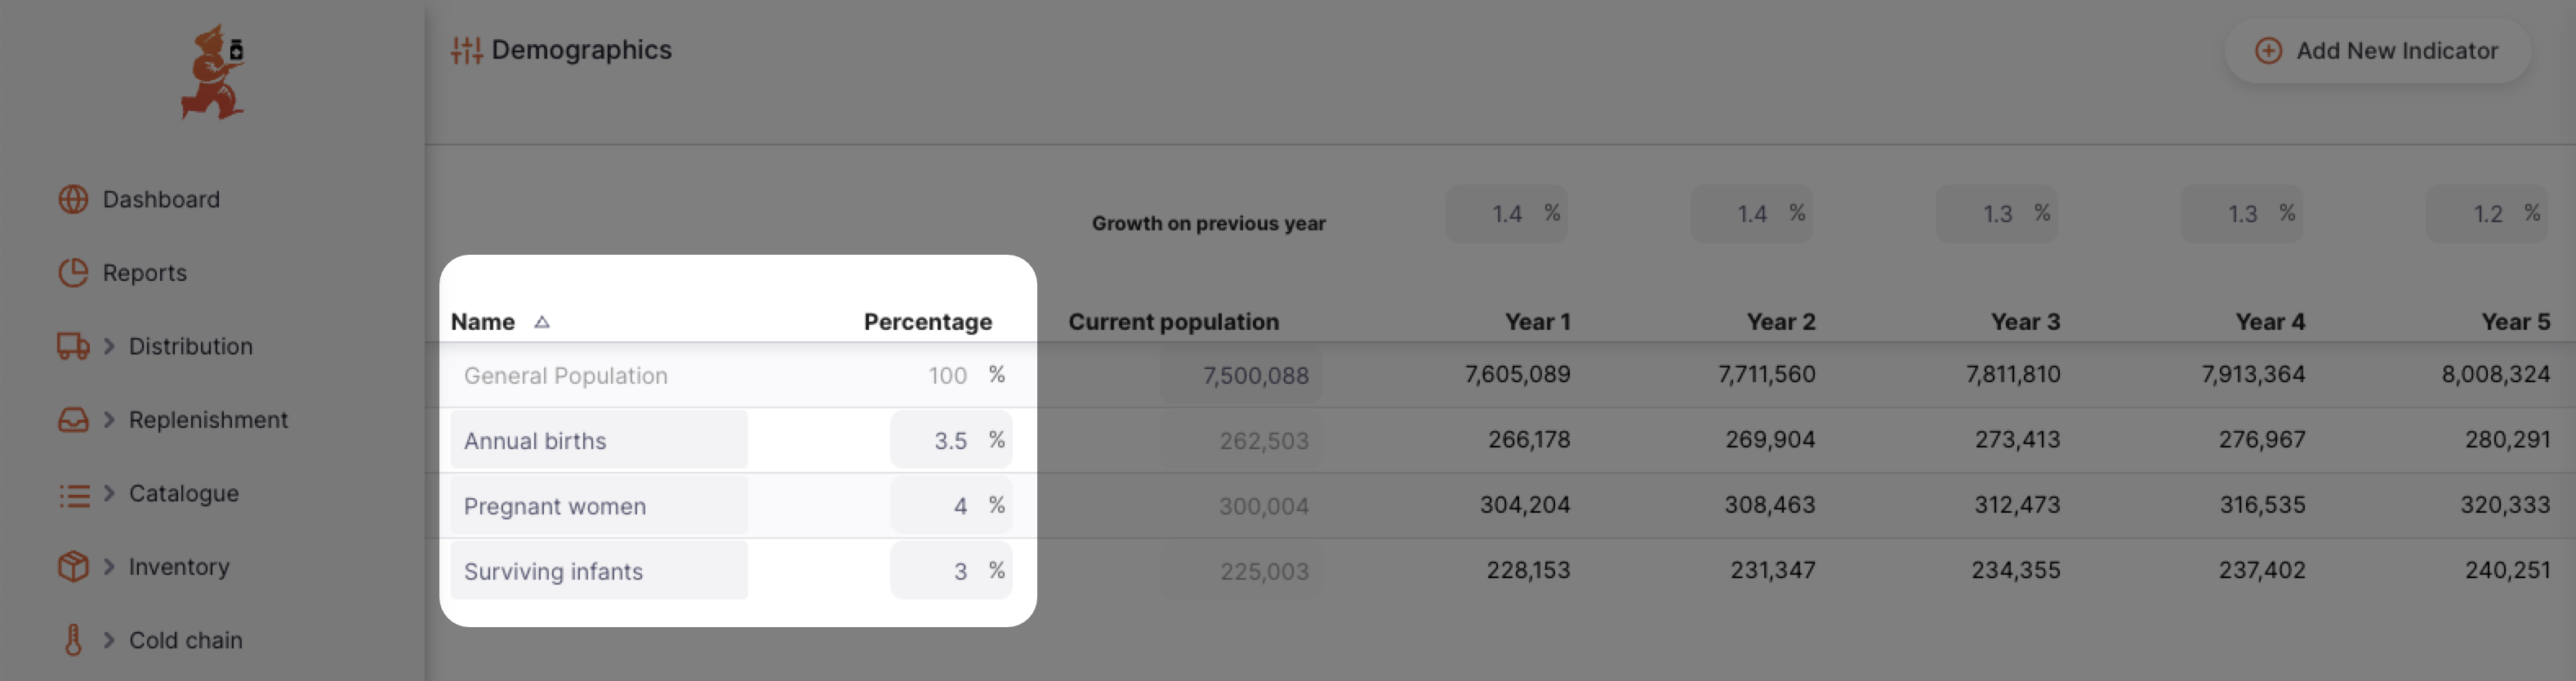 Demographics
Add New Indicator
Dashboard
Reports
Distribution
Replenishment
Catalogue
Inventory
Cold chain
Growth on previous year 1.4 % 1.4 % 1.3 % 1.3 % 1.2 %
Name Percentage Current population Year 1 Year 2 Year 3 Year 4 Year 5
General Population 100 % 7,500,088 7,605,089 7,711,560 7,811,810 7,913,364 8,008,324
Annual births 3.5 % 262,503 266,178 269,904 273,413 276,967 280,291
Pregnant women 4 % 300,004 304,204 308,463 312,473 316,535 320,333
Surviving infants 3 % 225,003 228,153 231,347 234,355 237,402 240,251